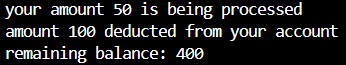 your amount 50 is being processed
amount 100 deducted from your account
remaining balance: 400